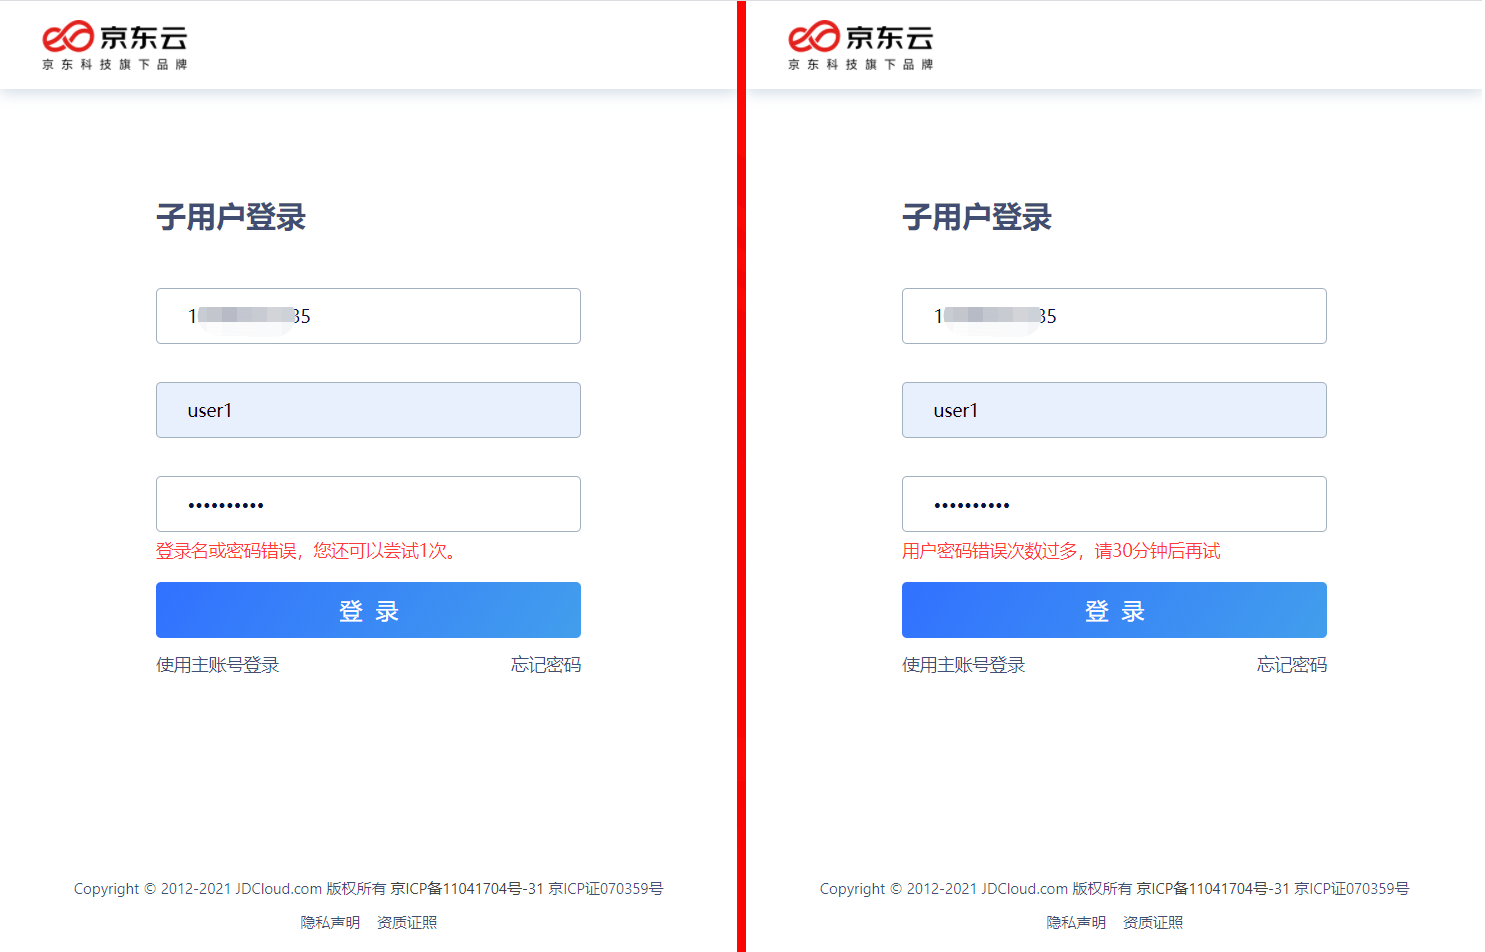 京东云
京东科技旗下品牌
子用户登录
1 35
user1
••••••••••
登录名或密码错误，您还可以尝试1次。
登 录
使用主账号登录 忘记密码
Copyright © 2012-2021 JDCloud.com 版权所有 京ICP备11041704号-31 京ICP证070359号
隐私声明 资质证照
京东云
京东科技旗下品牌
子用户登录
1 35
user1
••••••••••
用户密码错误次数过多，请30分钟后再试
登 录
使用主账号登录 忘记密码
Copyright © 2012-2021 JDCloud.com 版权所有 京ICP备11041704号-31 京ICP证070359号
隐私声明 资质证照